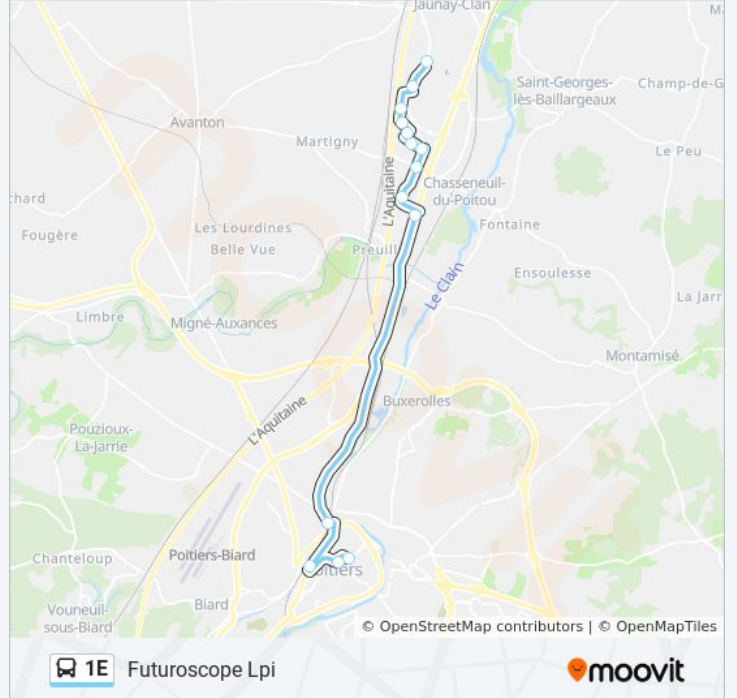 Jaunay-Clan
M.
Saint-Georges-
lès-Baillargeaux
Champ-de-G
Avanton
Martigny
Le Peu
L'Aquitaine
Chasseneuil-
du-Poitou
chard
Fougère
Les Lourdines
Belle Vue
Preuill
Fontaine
Ensoulesse
Le Clain
La Jarr
Limbre
Migné-Auxances
Montamisé
L'Aquitaine
Buxerolles
Pouzioux-
La-Jarrie
Poitiers-Biard
Chanteloup
Poitiers
Biard
Vouneuil-
sous-Biard
© OpenStreetMap contributors | © OpenMapTiles
1E Futuroscope Lpi
moovit